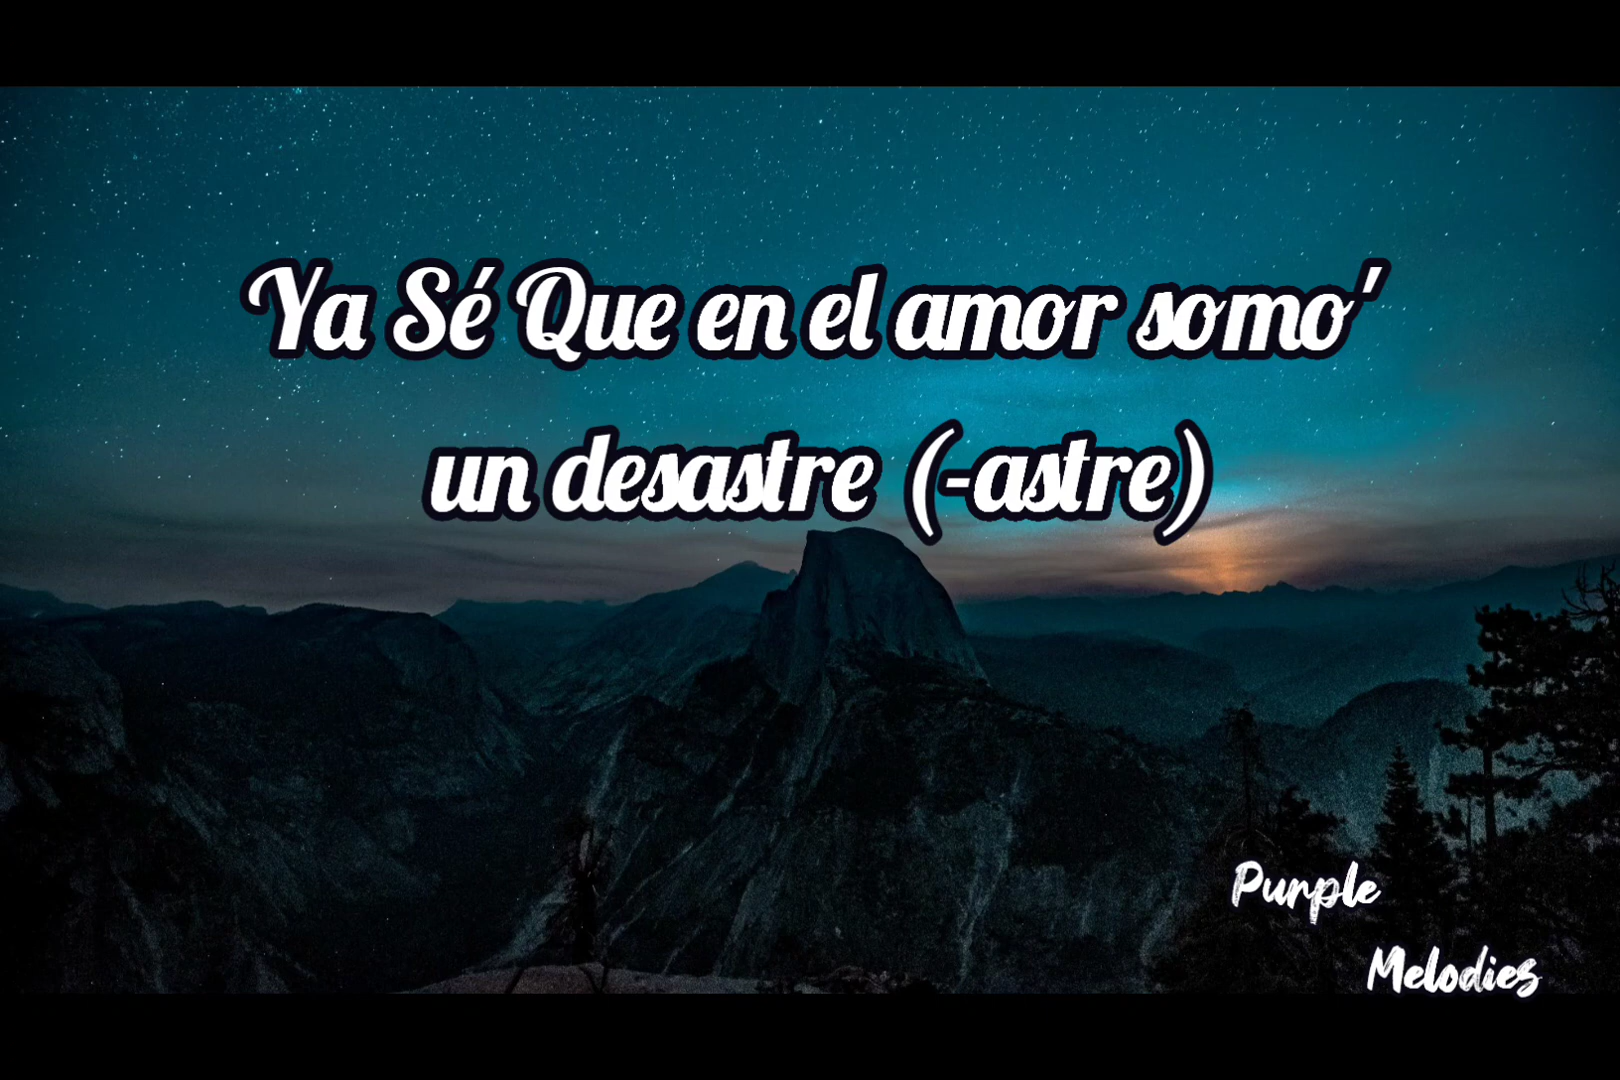 Ya Sé Que en el amor somo'
un desastre (-astre)
Purple
Melodies